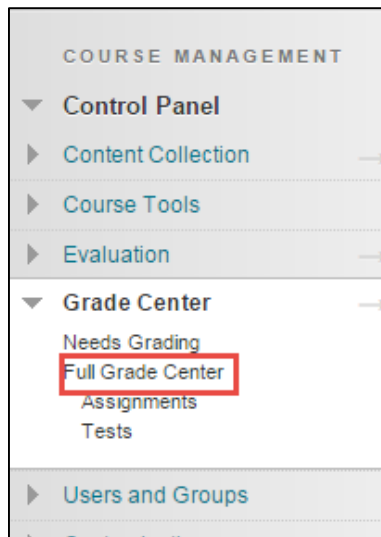 COURSE MANAGEMENT
Control Panel
Content Collection
Course Tools
Evaluation
Grade Center
Needs Grading
Full Grade Center
Assignments
Tests
Users and Groups